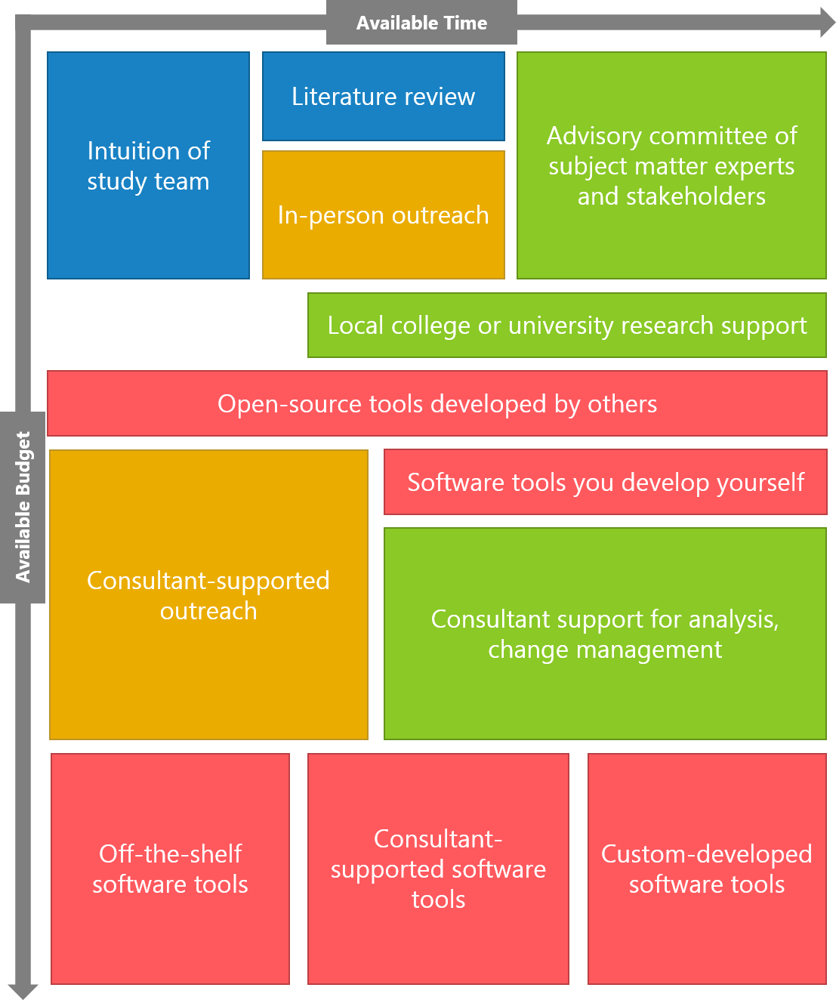 Available Time
Literature review
Intuition of
study team
In-person outreach
Advisory committee of
subject matter experts
and stakeholders
Local college or university research support
Open-source tools developed by others
Available Budget
Software tools you develop yourself
Consultant-supported
outreach
Consultant support for analysis,
change management
Off-the-shelf
software tools
Consultant-
supported software
tools
Custom-developed
software tools